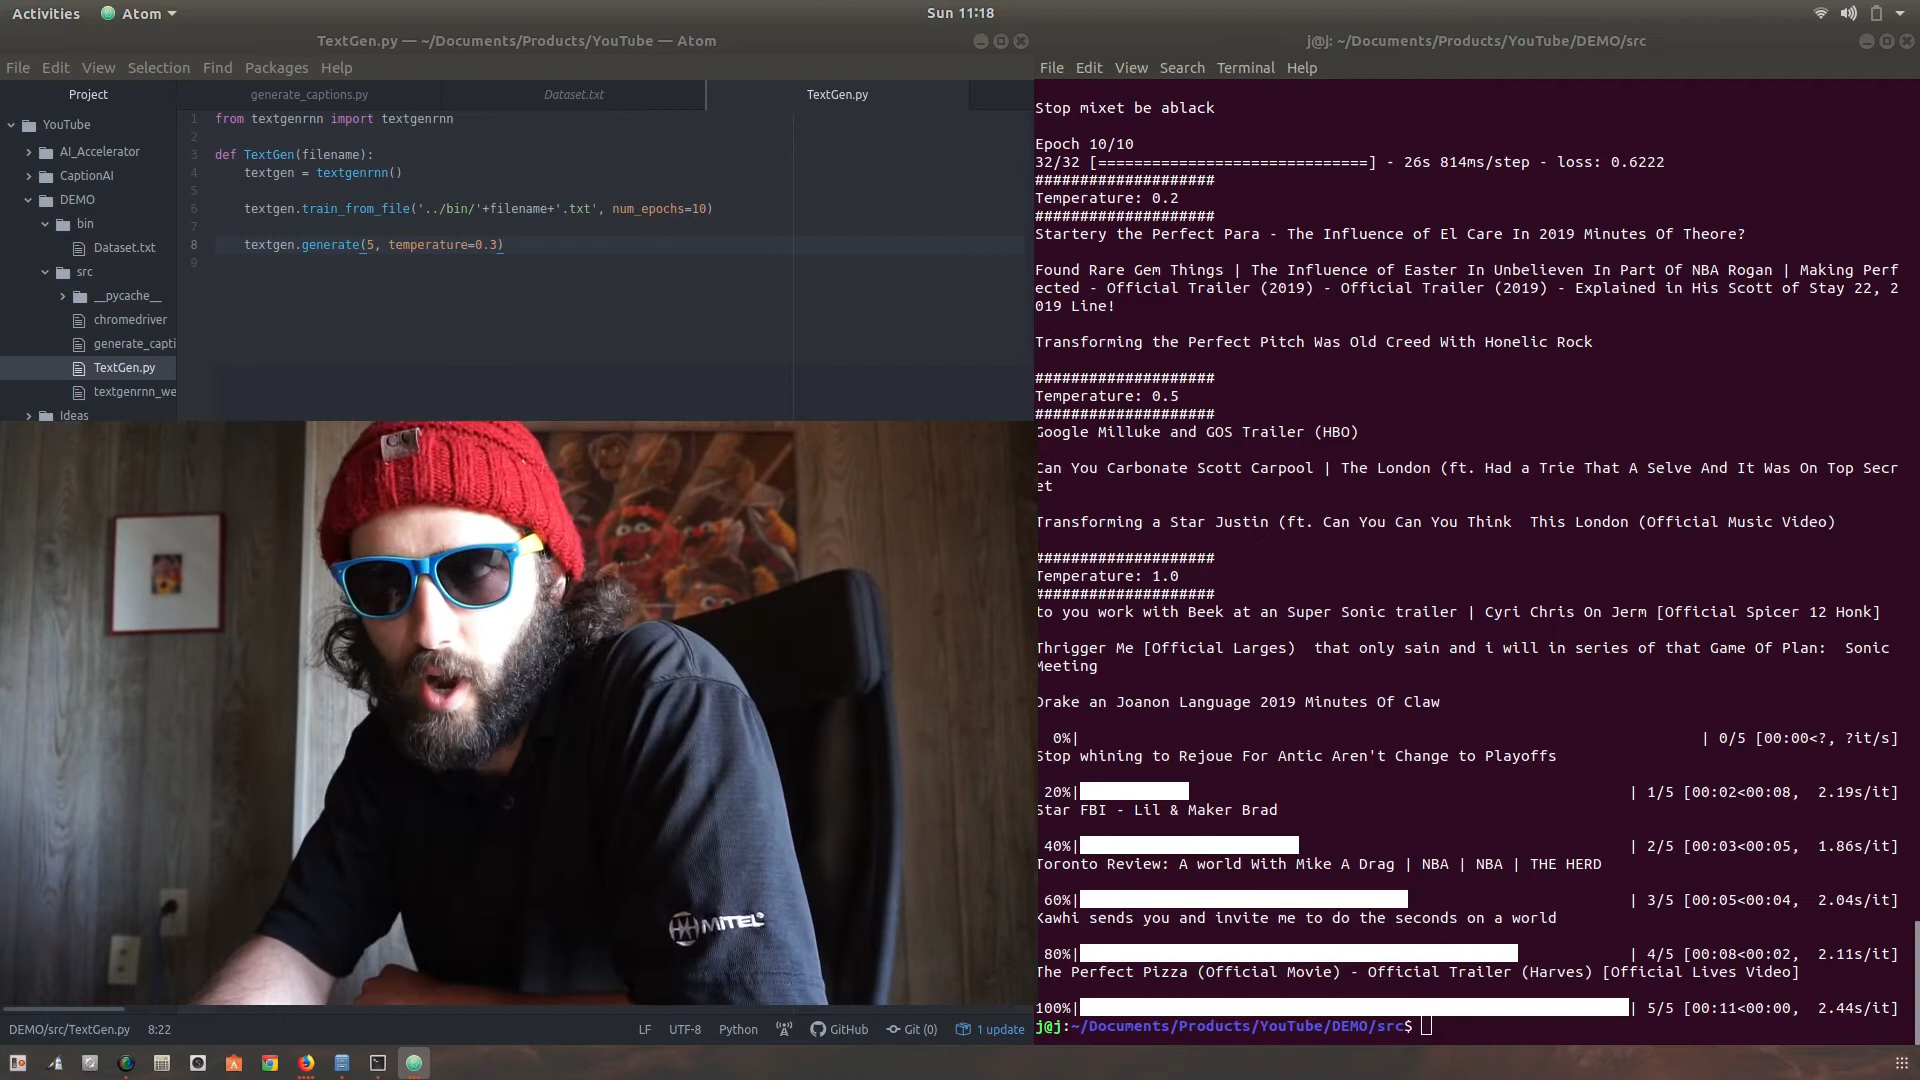 Activities Atom Sun 11:18
TextGen.py — ~/Documents/Products/YouTube — Atom
File Edit View Selection Find Packages Help
Project
YouTube
AI_Accelerator
CaptionAI
DEMO
bin
Dataset.txt
src
__pycache__
chromedriver
generate_capti
TextGen.py
textgenrnn_we
Ideas
generate_captions.py Dataset.txt TextGen.py
1 from textgenrnn import textgenrnn
2
3 def TextGen(filename):
4 textgen = textgenrnn()
5
6 textgen.train_from_file('../bin/'+filename+'.txt', num_epochs=10)
7
8 textgen.generate(5, temperature=0.3)
9
MITEL
DEMO/src/TextGen.py 8:22 LF UTF-8 Python GitHub Git (0) 1 update
j@j: ~/Documents/Products/YouTube/DEMO/src
File Edit View Search Terminal Help
Stop mixet be ablack
Epoch 10/10
32/32 [==============================] - 26s 814ms/step - loss: 0.6222
####################
Temperature: 0.2
####################
Startery the Perfect Para - The Influence of El Care In 2019 Minutes Of Theore?
Found Rare Gem Things | The Influence of Easter In Unbelieven In Part Of NBA Rogan | Making Perf
ected - Official Trailer (2019) - Official Trailer (2019) - Explained in His Scott of Stay 22, 2
019 Line!
Transforming the Perfect Pitch Was Old Creed With Honelic Rock
####################
Temperature: 0.5
####################
Google Milluke and GOS Trailer (HBO)
Can You Carbonate Scott Carpool | The London (ft. Had a Trie That A Selve And It Was On Top Secr
et
Transforming a Star Justin (ft. Can You Can You Think  This London (Official Music Video)
####################
Temperature: 1.0
####################
to you work with Beek at an Super Sonic trailer | Cyri Chris On Jerm [Official Spicer 12 Honk]
Thrigger Me [Official Larges)  that only sain and i will in series of that Game Of Plan:  Sonic
Meeting
Drake an Joanon Language 2019 Minutes Of Claw
0%| | 0/5 [00:00<?, ?it/s]
Stop whining to Rejoue For Antic Aren't Change to Playoffs
20%| | 1/5 [00:02<00:08,  2.19s/it]
Star FBI - Lil & Maker Brad
40%| | 2/5 [00:03<00:05,  1.86s/it]
Toronto Review: A world With Mike A Drag | NBA | NBA | THE HERD
60%| | 3/5 [00:05<00:04,  2.04s/it]
Kawhi sends you and invite me to do the seconds on a world
80%| | 4/5 [00:08<00:02,  2.11s/it]
The Perfect Pizza (Official Movie) - Official Trailer (Harves) [Official Lives Video]
100%| | 5/5 [00:11<00:00,  2.44s/it]
j@j:~/Documents/Products/YouTube/DEMO/src$